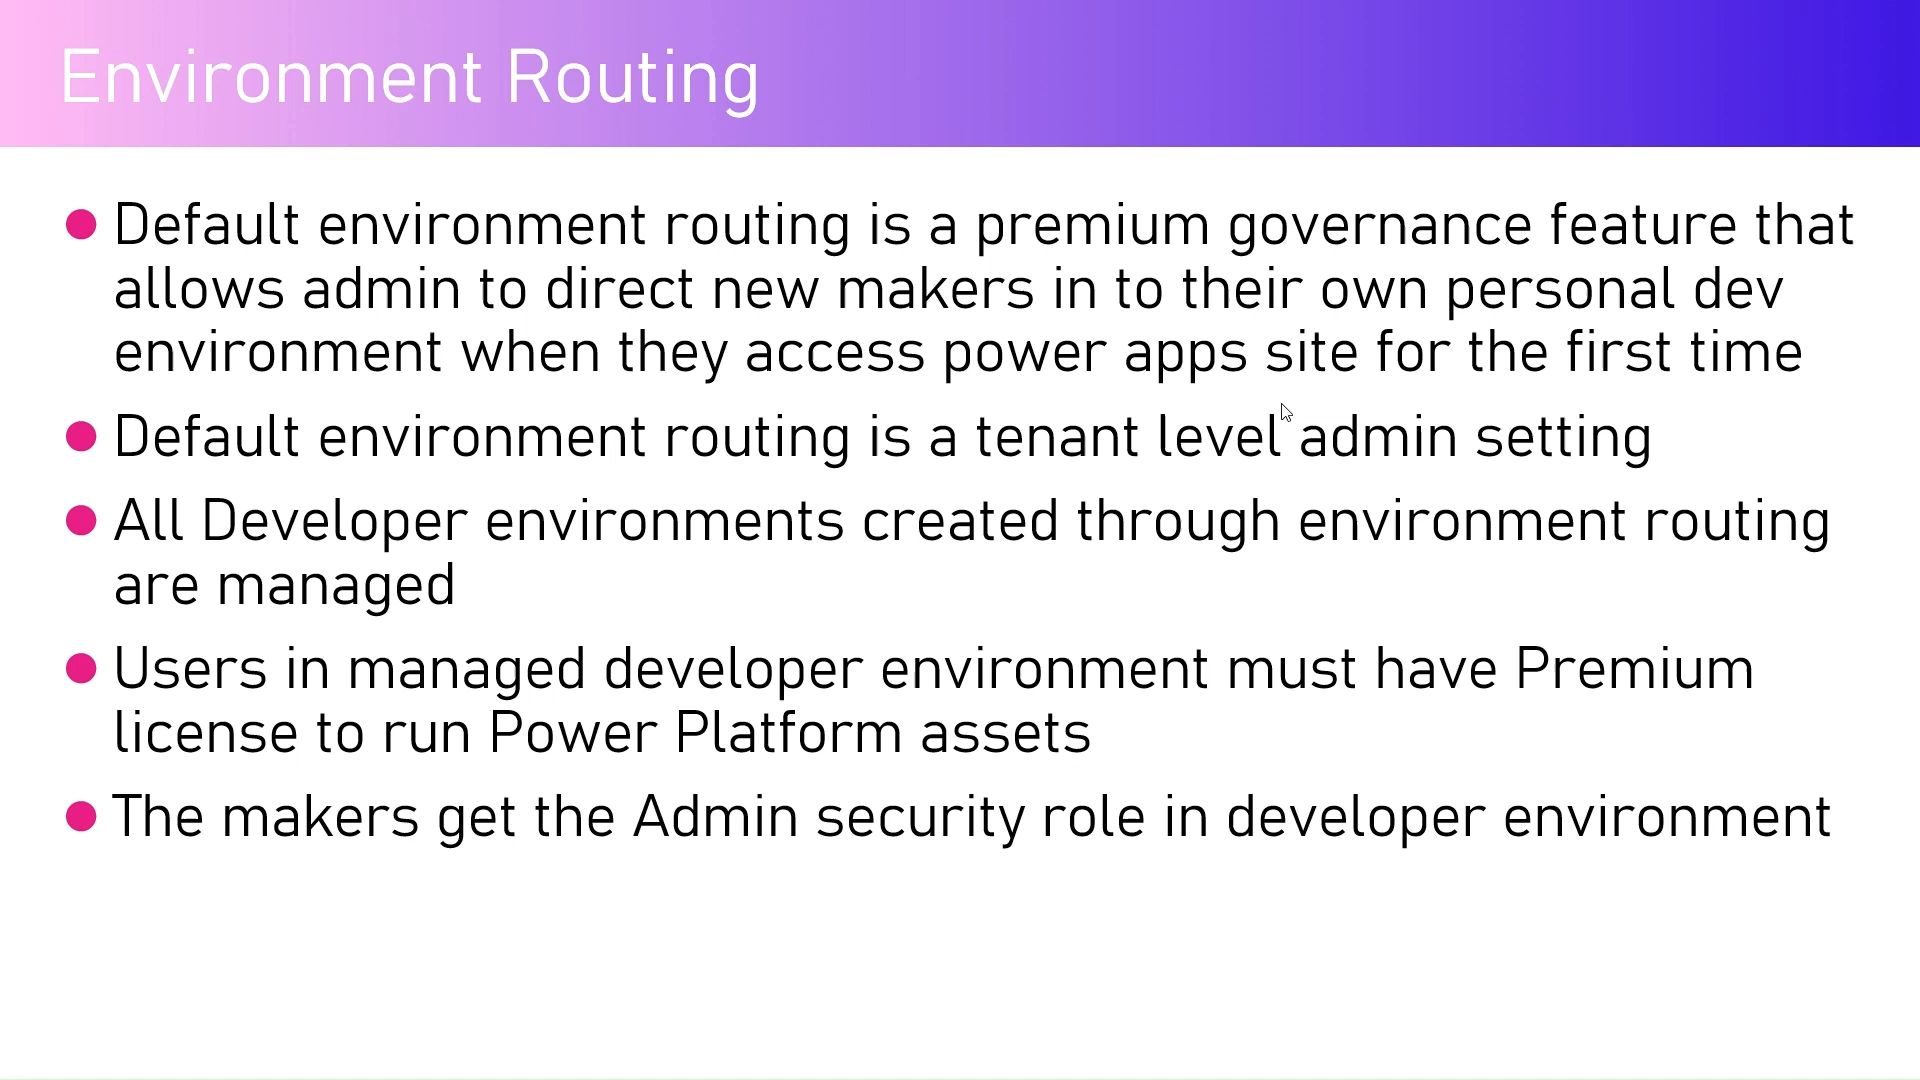 Environment Routing
Default environment routing is a premium governance feature that
allows admin to direct new makers in to their own personal dev
environment when they access power apps site for the first time
Default environment routing is a tenant level admin setting
All Developer environments created through environment routing
are managed
Users in managed developer environment must have Premium
license to run Power Platform assets
The makers get the Admin security role in developer environment